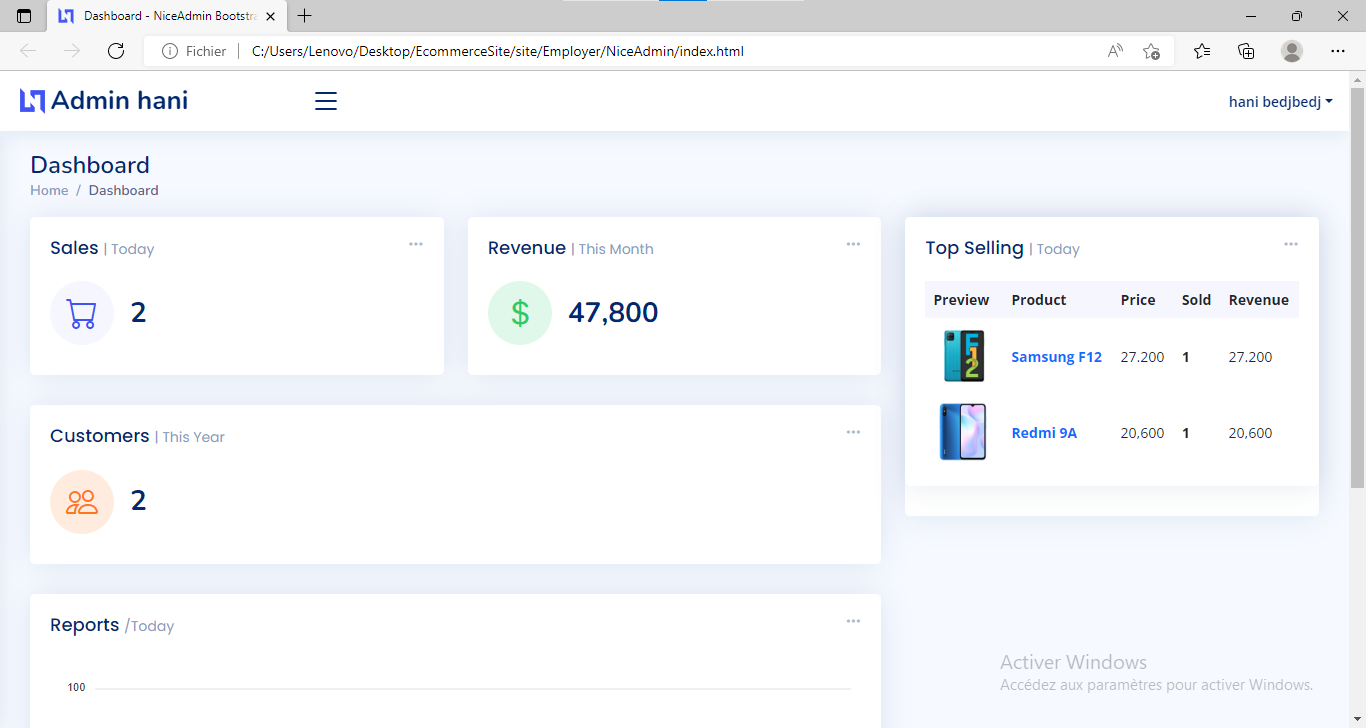 Dashboard - NiceAdmin Bootstra
Fichier C:/Users/Lenovo/Desktop/EcommerceSite/site/Employer/NiceAdmin/index.html
Admin hani
hani bedjbedj
Dashboard
Home / Dashboard
Sales | Today
2
Revenue | This Month
$ 47,800
Customers | This Year
2
Reports /Today
100
Top Selling | Today
Preview Product Price Sold Revenue
F12 Samsung F12 27.200 1 27.200
Redmi 9A 20,600 1 20,600
Activer Windows
Accédez aux paramètres pour activer Windows.